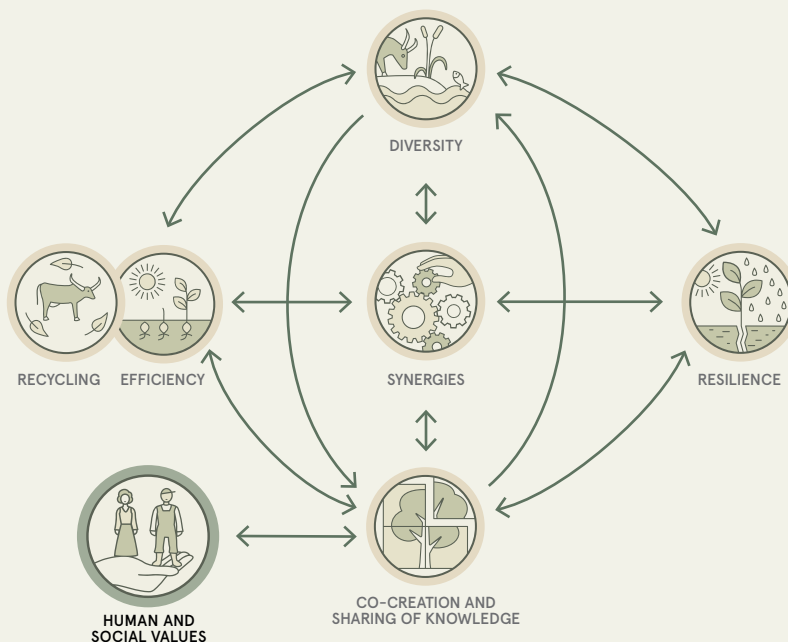 DIVERSITY
RECYCLING
EFFICIENCY
SYNERGIES
RESILIENCE
CO-CREATION AND
SHARING OF KNOWLEDGE
HUMAN AND
SOCIAL VALUES